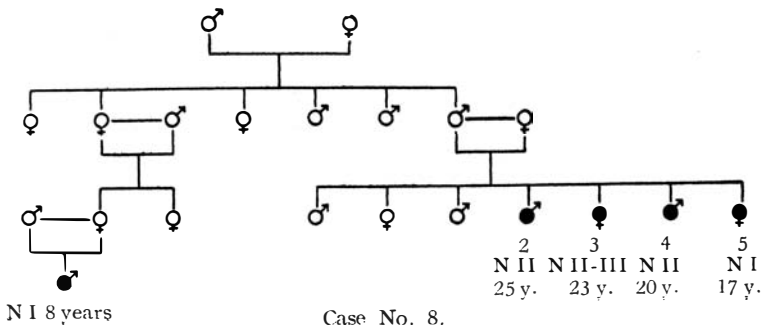 2 3 4 5
N II N II-III N II N I
25 y. 23 y. 20 y. 17 y.
N I 8 years
Case No. 8.